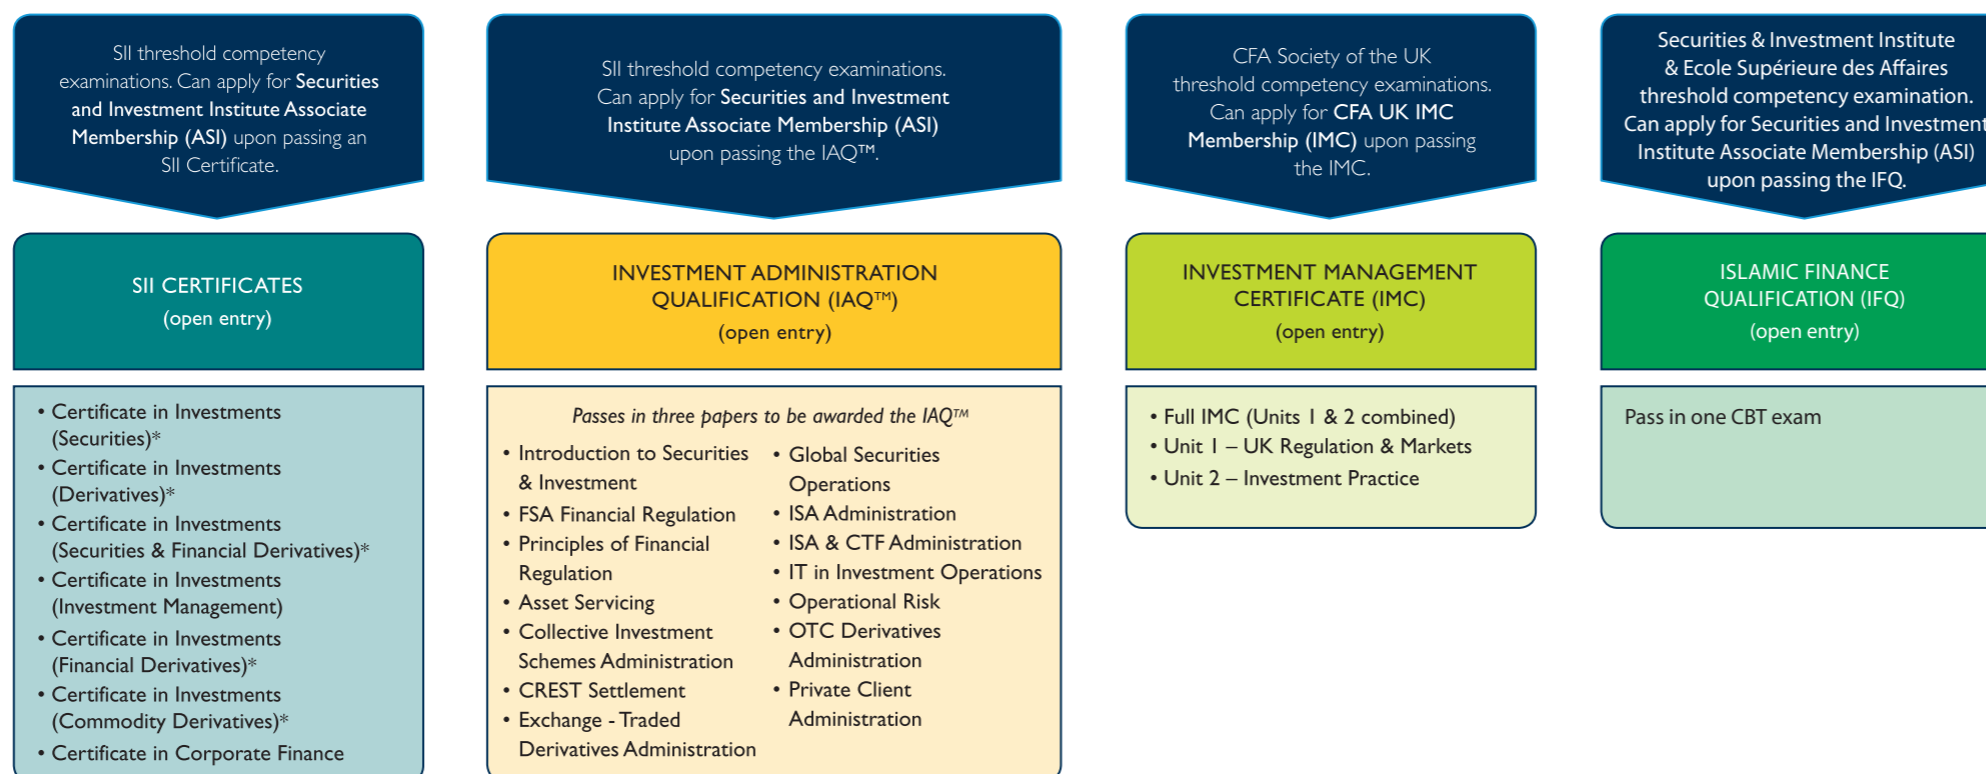 SII threshold competency
examinations. Can apply for Securities
and Investment Institute Associate
Membership (ASI) upon passing an
SII Certificate.
SII CERTIFICATES
(open entry)
• Certificate in Investments
(Securities)*
• Certificate in Investments
(Derivatives)*
• Certificate in Investments
(Securities & Financial Derivatives)*
• Certificate in Investments
(Investment Management)
• Certificate in Investments
(Financial Derivatives)*
• Certificate in Investments
(Commodity Derivatives)*
• Certificate in Corporate Finance
SII threshold competency examinations.
Can apply for Securities and Investment
Institute Associate Membership (ASI)
upon passing the IAQ™.
INVESTMENT ADMINISTRATION
QUALIFICATION (IAQ™)
(open entry)
Passes in three papers to be awarded the IAQ™
• Introduction to Securities
& Investment
• FSA Financial Regulation
• Principles of Financial
Regulation
• Asset Servicing
• Collective Investment
Schemes Administration
• CREST Settlement
• Exchange - Traded
Derivatives Administration
• Global Securities
Operations
• ISA Administration
• ISA & CTF Administration
• IT in Investment Operations
• Operational Risk
• OTC Derivatives
Administration
• Private Client
Administration
CFA Society of the UK
threshold competency examinations.
Can apply for CFA UK IMC
Membership (IMC) upon passing
the IMC.
INVESTMENT MANAGEMENT
CERTIFICATE (IMC)
(open entry)
• Full IMC (Units 1 & 2 combined)
• Unit 1 – UK Regulation & Markets
• Unit 2 – Investment Practice
Securities & Investment Institute
& Ecole Supérieure des Affaires
threshold competency examination.
Can apply for Securities and Investment
Institute Associate Membership (ASI)
upon passing the IFQ.
ISLAMIC FINANCE
QUALIFICATION (IFQ)
(open entry)
Pass in one CBT exam